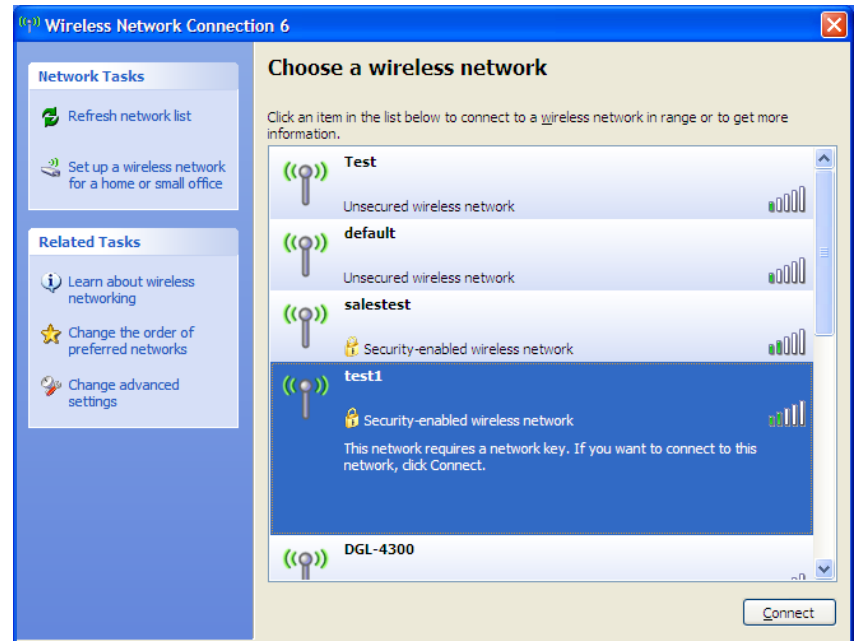 Wireless Network Connection 6
Network Tasks
Refresh network list
Set up a wireless network
for a home or small office
Related Tasks
Learn about wireless
networking
Change the order of
preferred networks
Change advanced
settings
Choose a wireless network
Click an item in the list below to connect to a wireless network in range or to get more
information.
Test
Unsecured wireless network
default
Unsecured wireless network
salestest
Security-enabled wireless network
test1
Security-enabled wireless network
This network requires a network key. If you want to connect to this
network, click Connect.
DGL-4300
Connect